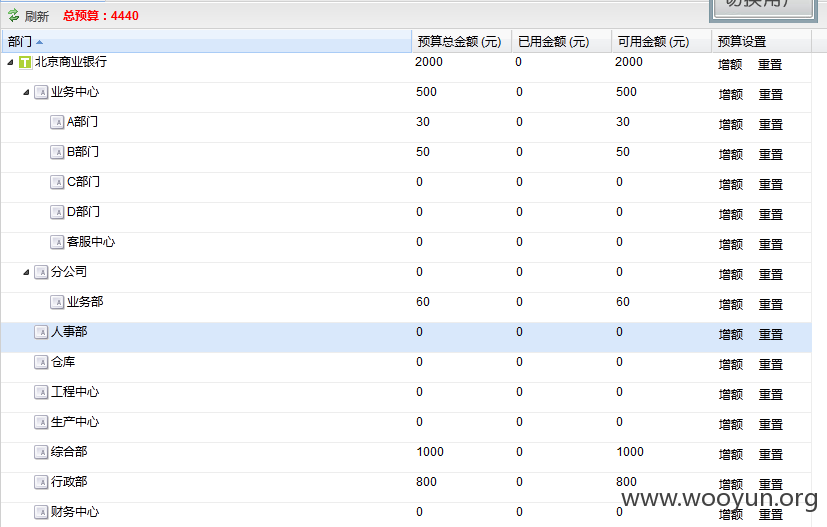 切换用户
刷新 总预算：4440
部门 预算总金额 (元) 已用金额 (元) 可用金额 (元) 预算设置
T 北京商业银行 2000 0 2000 增额 重置
A 业务中心 500 0 500 增额 重置
A A部门 30 0 30 增额 重置
A B部门 50 0 50 增额 重置
A C部门 0 0 0 增额 重置
A D部门 0 0 0 增额 重置
A 客服中心 0 0 0 增额 重置
A 分公司 0 0 0 增额 重置
A 业务部 60 0 60 增额 重置
A 人事部 0 0 0 增额 重置
A 仓库 0 0 0 增额 重置
A 工程中心 0 0 0 增额 重置
A 生产中心 0 0 0 增额 重置
A 综合部 1000 0 1000 增额 重置
A 行政部 800 0 800 增额 重置
www.wooyun.org
A 财务中心 0 0 0 增额 重置